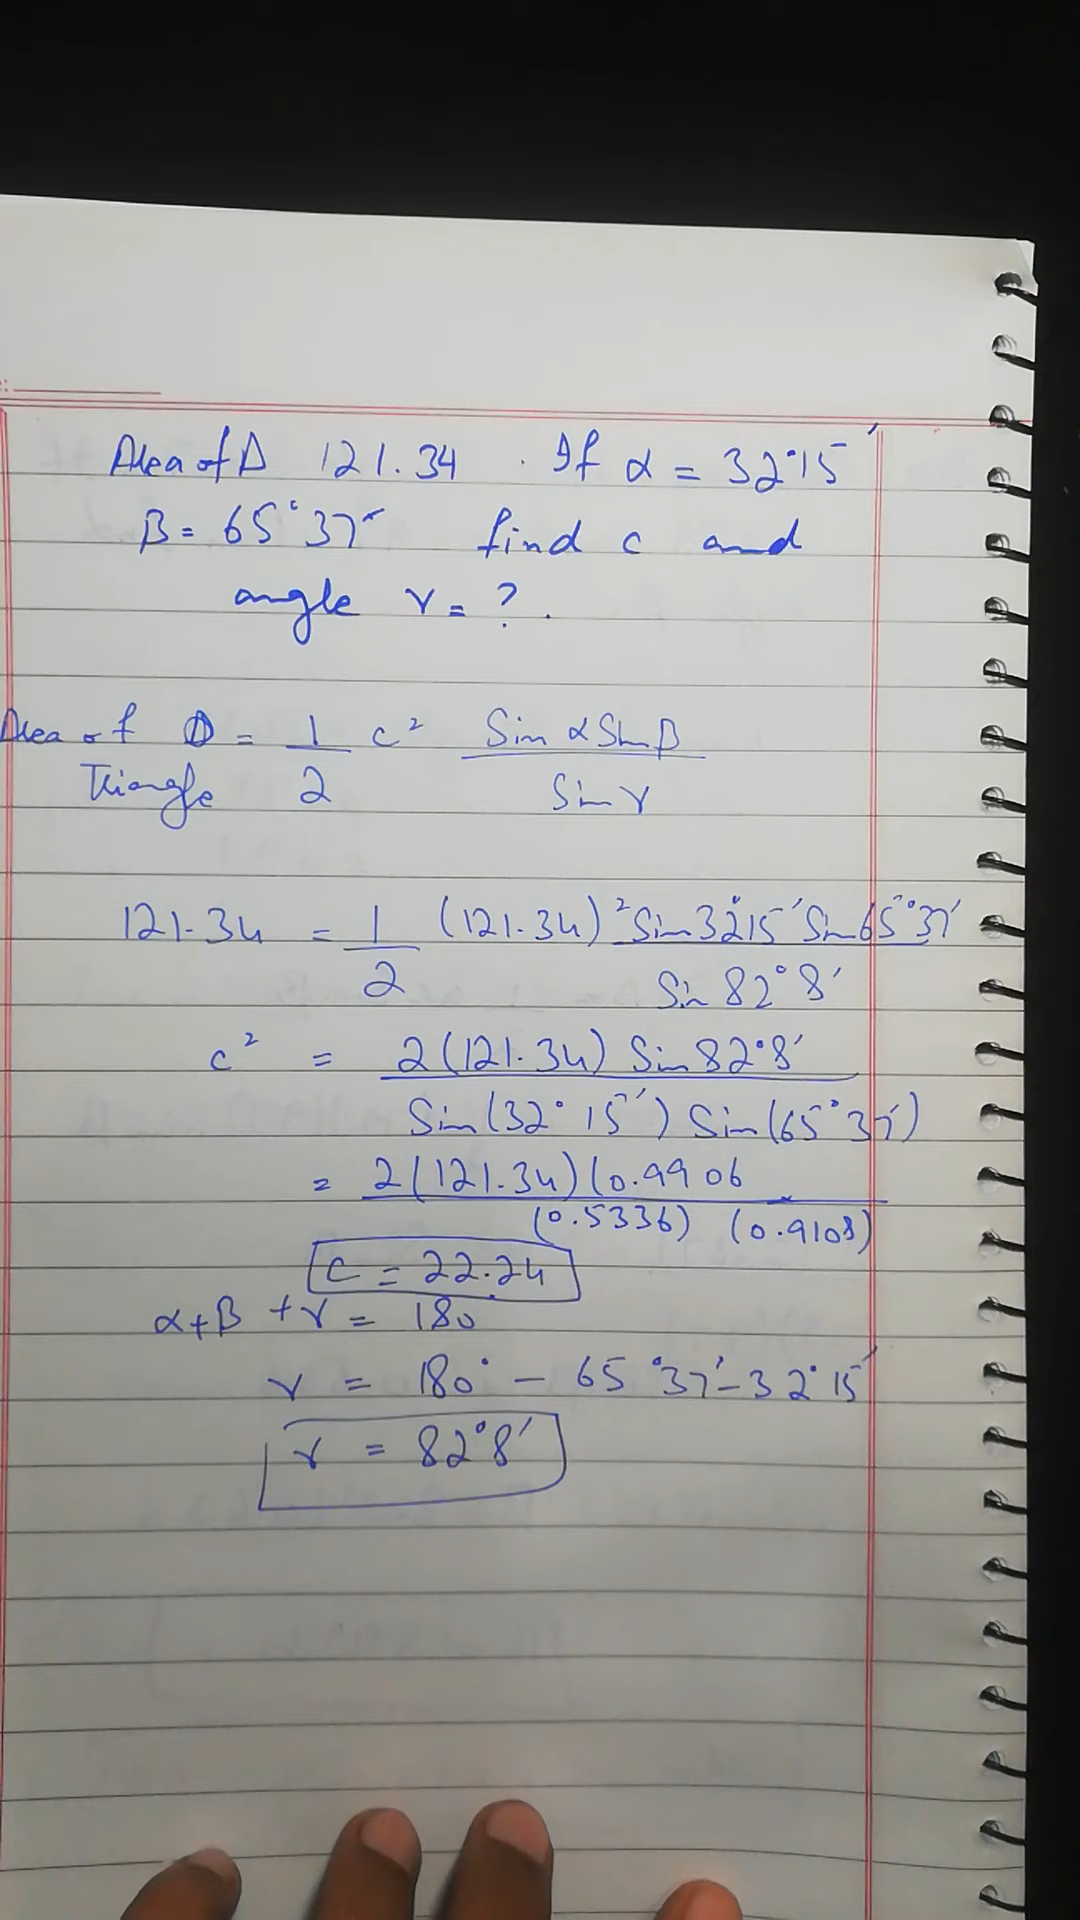 Area of Δ 121.34 . If α = 32°15′
β = 65°37′ find c and
angle γ = ? .
Area of Δ = 1/2 c² Sin α Sin β / Sin γ
Triangle
121.34 = 1/2 (121.34)² Sin 32°15′ Sin 65°37′ / Sin 82°8′
c² = 2(121.34) Sin 82°8′ / Sin(32°15′) Sin(65°37′)
= 2(121.34)(0.9906 / (0.5336) (0.9108)
c = 22.24
α+β+γ = 180
γ = 180° - 65°37′ - 32°15′
γ = 82°8′